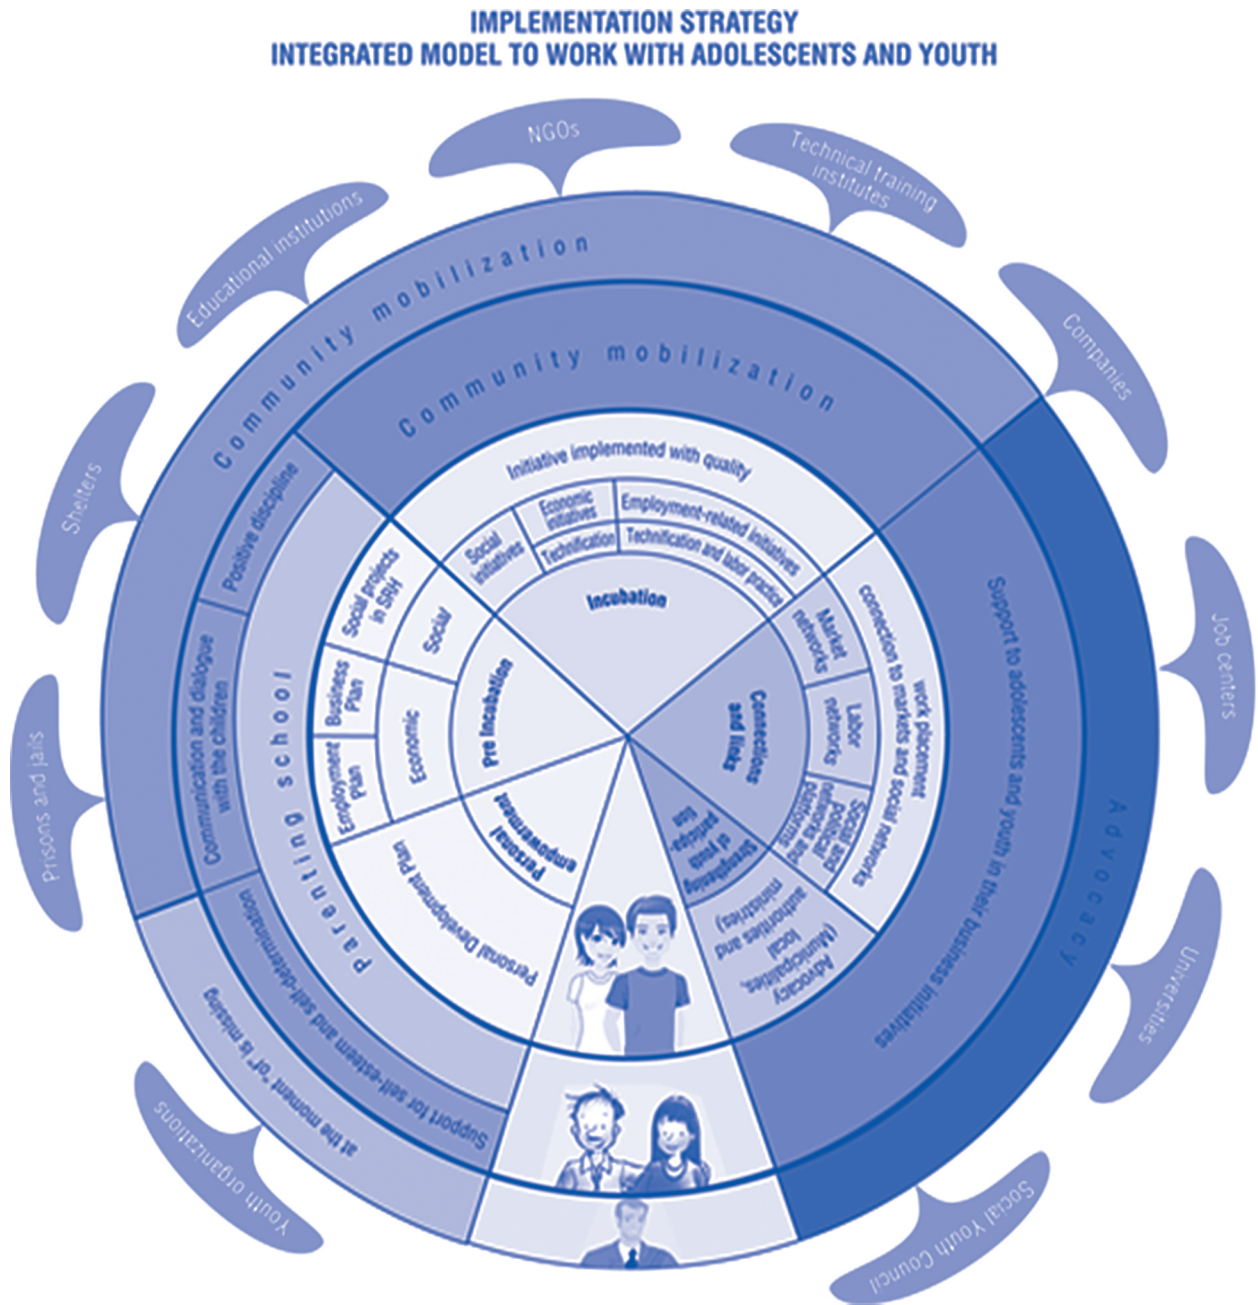 IMPLEMENTATION STRATEGY
INTEGRATED MODEL TO WORK WITH ADOLESCENTS AND YOUTH
NGOs
Technical training
institutes
Companies
Job centers
Universities
Social Youth Council
Youth organizations
Prisons and jails
Shelters
Educational institutions
Community mobilization
Advocacy
at the moment "of" is missing
Community mobilization
Support to adolescents and youth in their business initiatives
Support for self-esteem and self-determination
Communication and dialogue
with the children
Positive discipline
Parenting school
Initiative implemented with quality
Social
initiatives
Economic
initiatives
Technification
Employment-related initiatives
Technification and labor practice
Incubation
work placement
connection to markets and social networks
Market
networks
Labor
networks
Social and
political
networks and
platforms
Connections
and links
Strengthening
of youth
participa-
tion
Advocacy
(Municipalities,
local
authorities and
ministries)
Personal
empowerment
Personal Development Plan
Pre Incubation
Social
Economic
Social projects
in SRH
Business
Plan
Employment
Plan